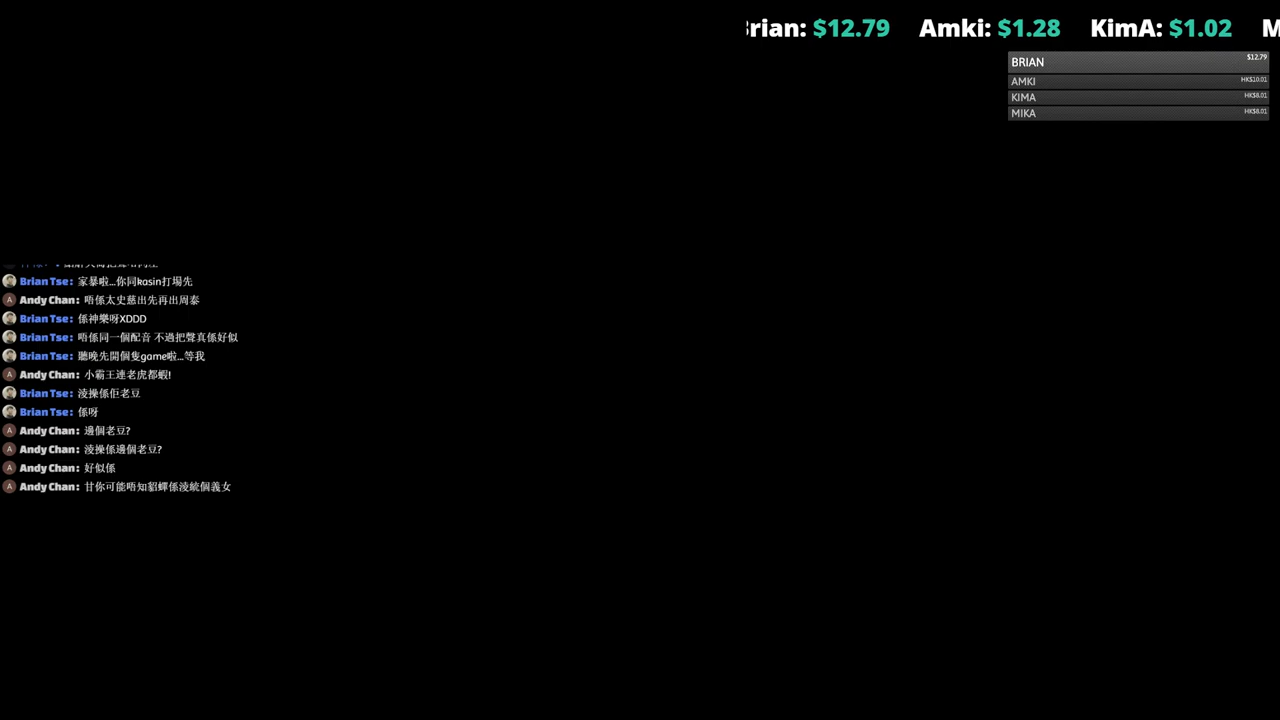 rian: $12.79 Amki: $1.28 KimA: $1.02 M
BRIAN $12.79
AMKI HK$10.01
KIMA HK$8.01
MIKA HK$8.01
Brian Tse: 家暴啦...你同kasin打場先
A Andy Chan: 唔係太史慈出先再出周泰
Brian Tse: 係神樂呀XDDD
Brian Tse: 唔係同一個配音 不過把聲真係好似
Brian Tse: 聽晚先開個隻game啦...等我
A Andy Chan: 小霸王連老虎都蝦!
Brian Tse: 淩操係佢老豆
Brian Tse: 係呀
A Andy Chan: 邊個老豆?
A Andy Chan: 淩操係邊個老豆?
A Andy Chan: 好似係
A Andy Chan: 甘你可能唔知貂蟬係淩統個義女